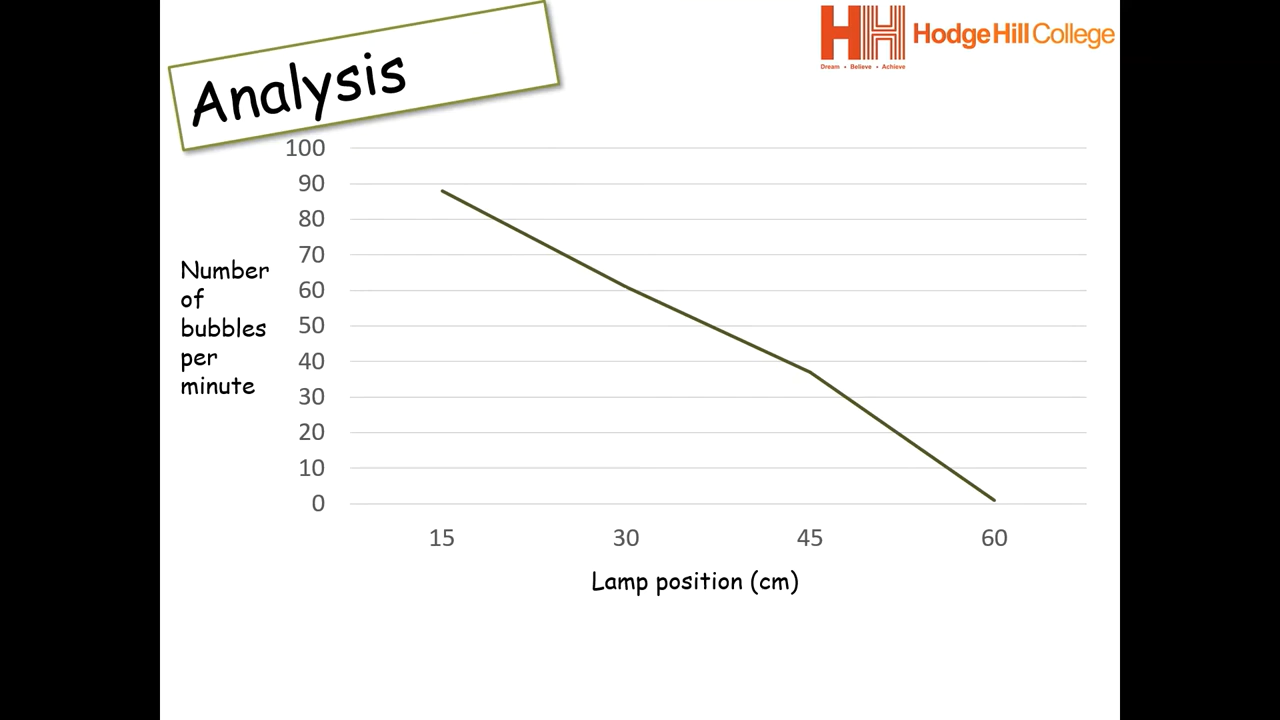 Analysis
HH Hodge Hill College
Dream • Believe • Achieve
100
90
80
70
60
50
40
30
20
10
0
Number
of
bubbles
per
minute
15 30 45 60
Lamp position (cm)